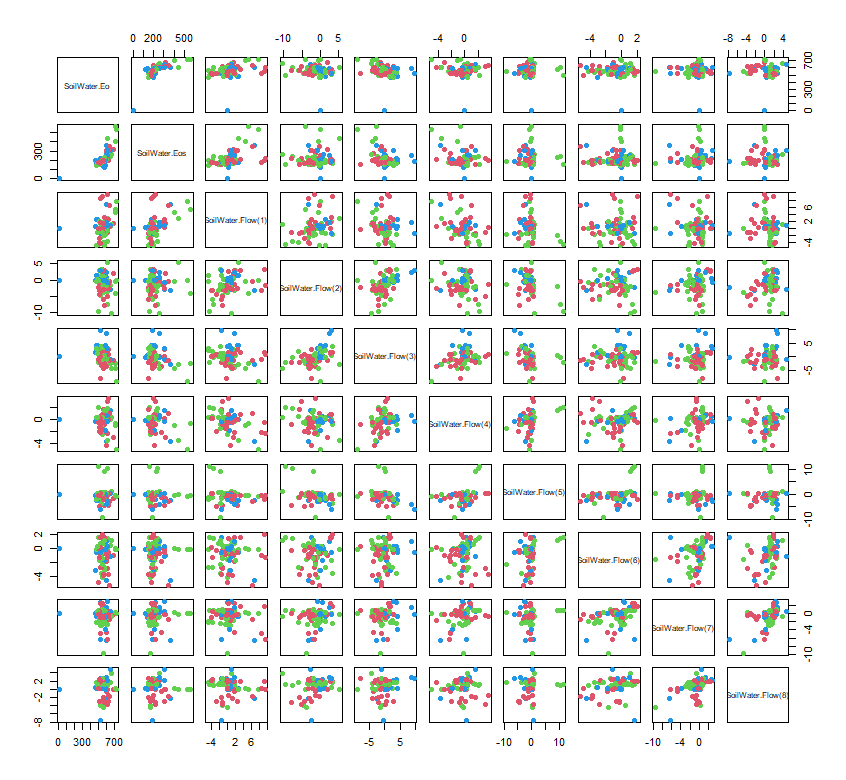 0 200 500 -10 0 5 -4 0 -4 0 2 -8 -4 0 4
SoilWater.Eo
0 300 700
0 300
SoilWater.Eos
SoilWater.Flow(1)
-4 2 6
-10 0 5
SoilWater.Flow(2)
SoilWater.Flow(3)
-5 5
-4 0
SoilWater.Flow(4)
SoilWater.Flow(5)
-10 0 10
-4 0 2
SoilWater.Flow(6)
SoilWater.Flow(7)
-10 -4 0
-8 -2 2
SoilWater.Flow(8)
0 300 700 -4 2 6 -5 5 -10 0 10 -10 -4 0